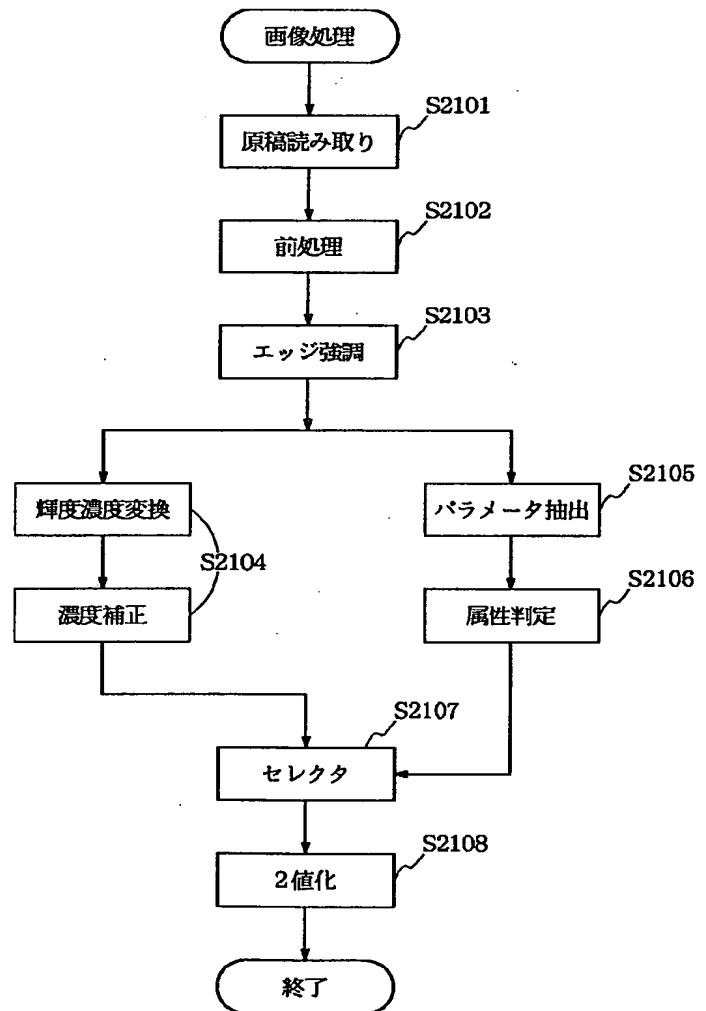 画像処理
S2101
原稿読み取り
S2102
前処理
S2103
エッジ強調
輝度濃度変換
S2104
濃度補正
S2105
パラメータ抽出
S2106
属性判定
S2107
セレクタ
S2108
2値化
終了